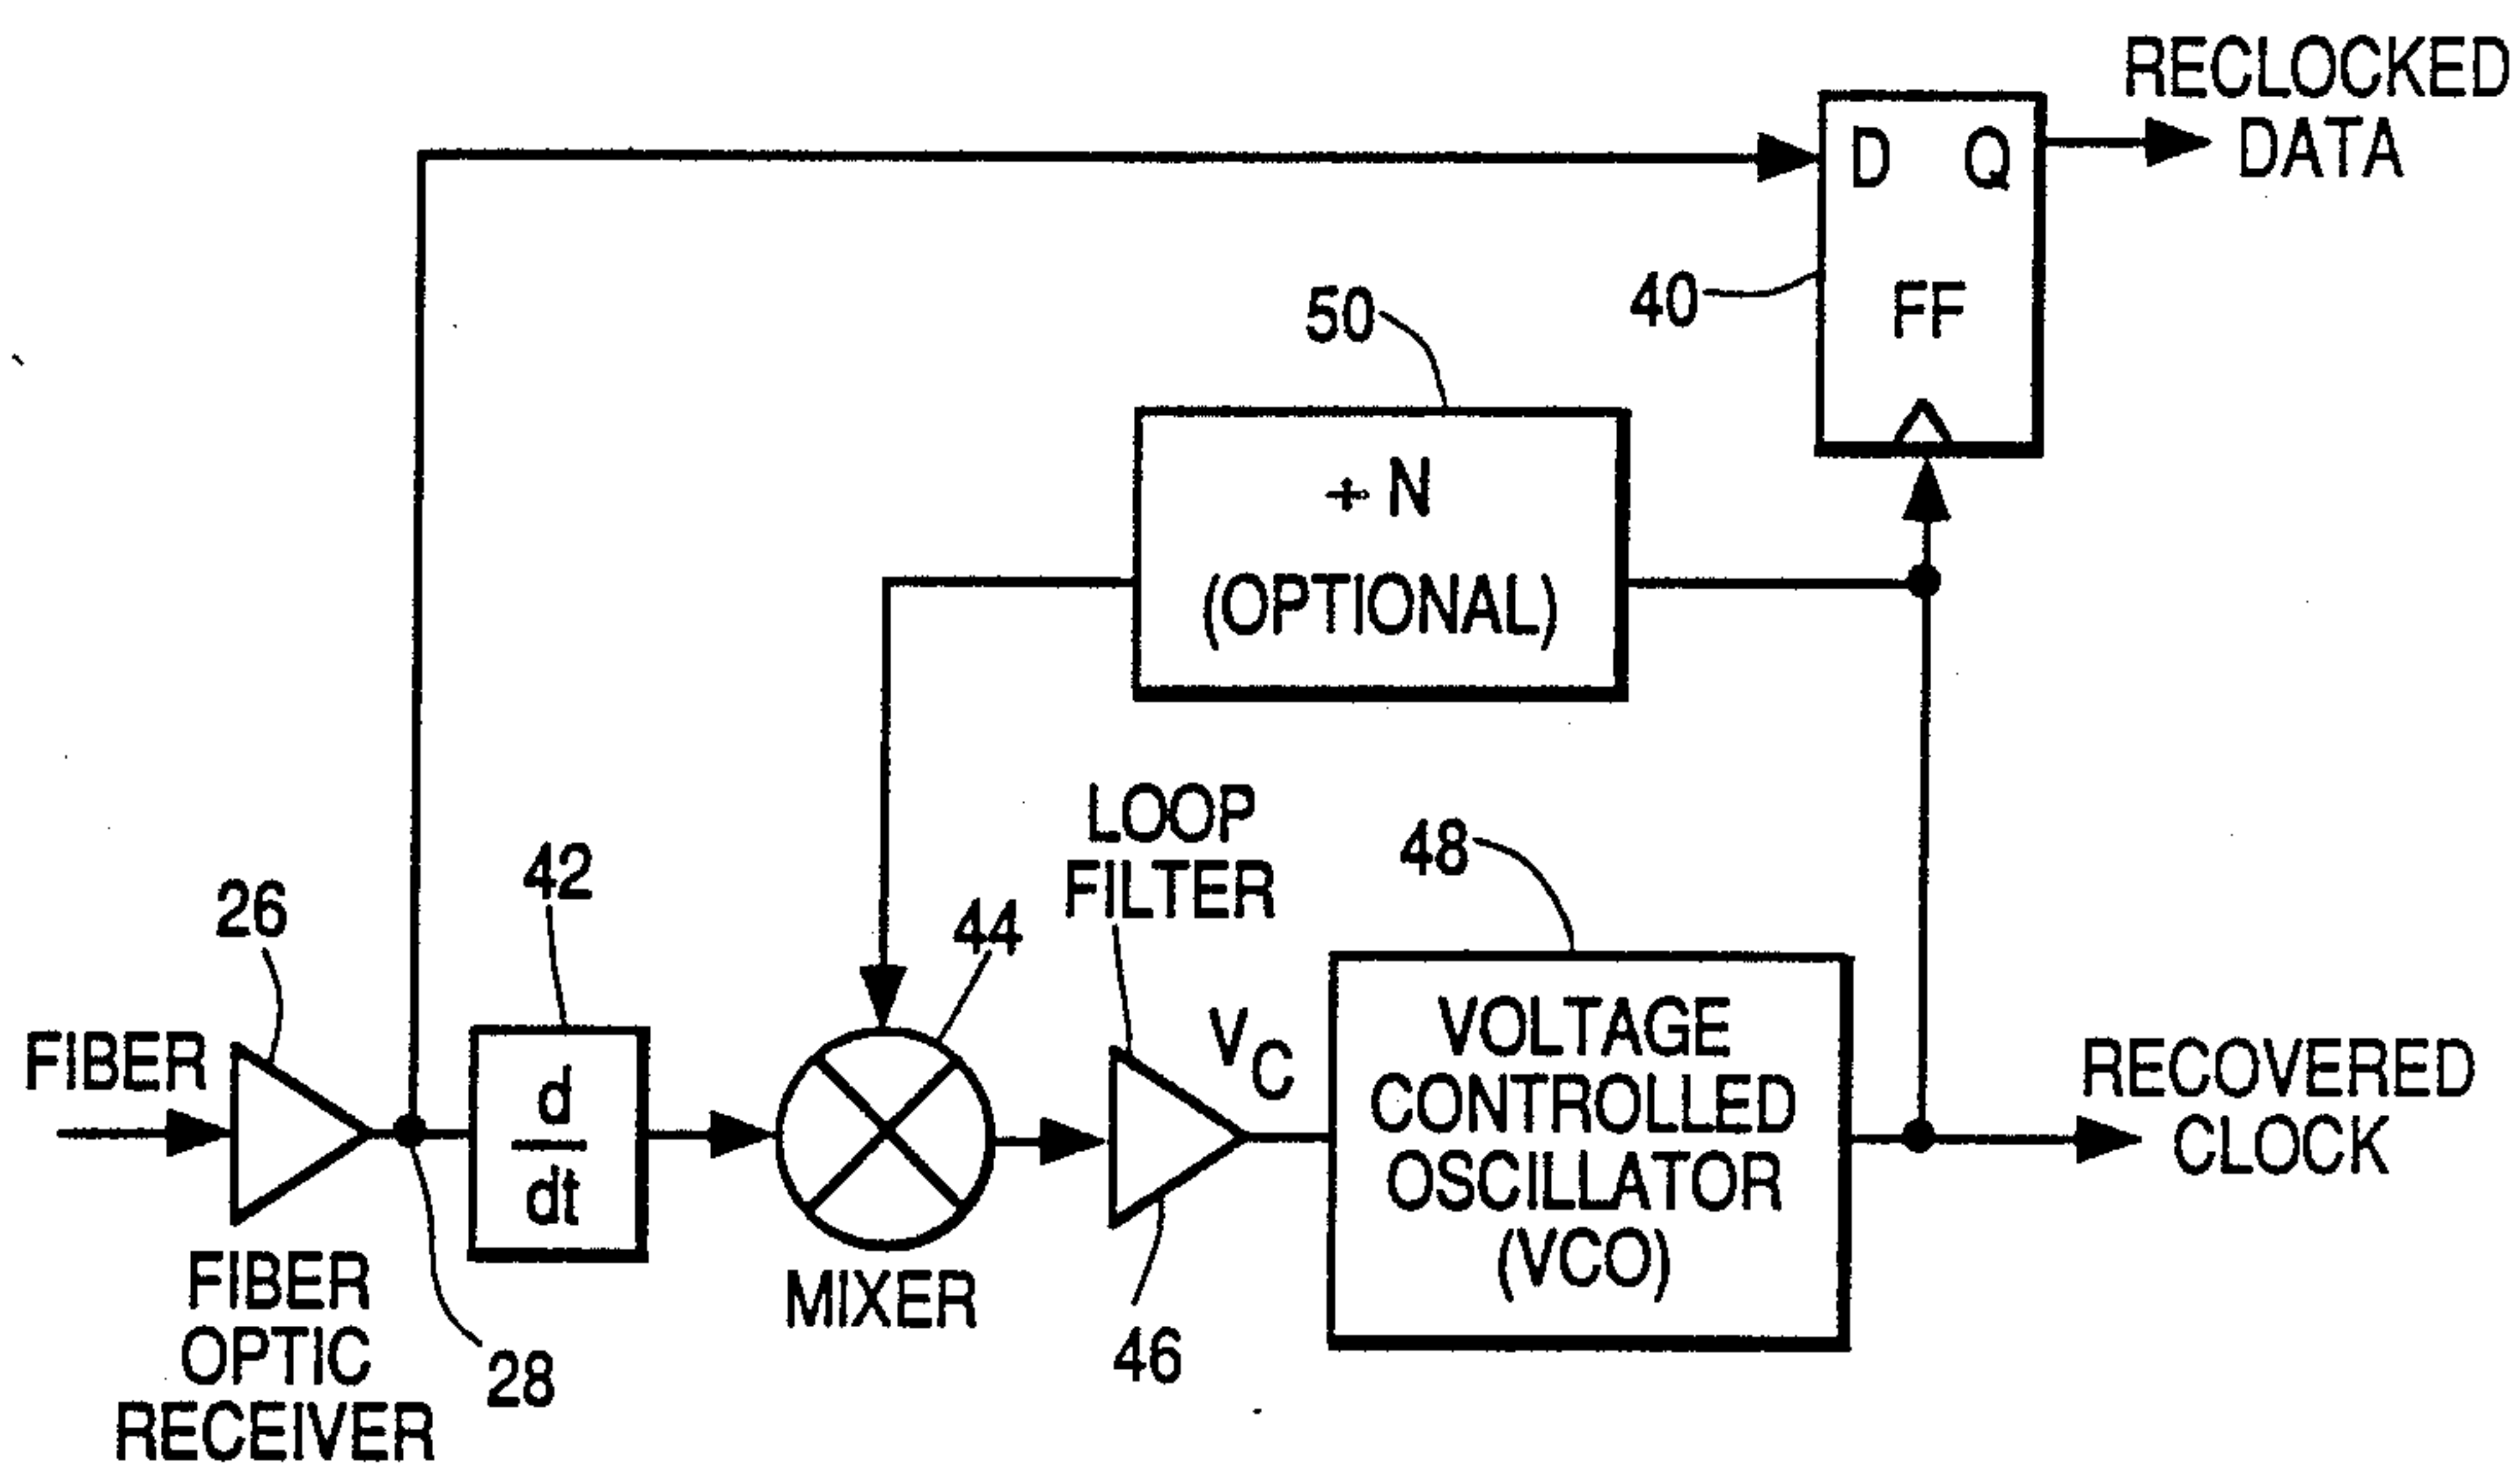 RECLOCKED
DATA
D Q
FF
40
50
÷ N
(OPTIONAL)
LOOP
FILTER
48
42
26
44
FIBER
d
dt
V_C
VOLTAGE
CONTROLLED
OSCILLATOR
(VCO)
RECOVERED
CLOCK
MIXER
FIBER
OPTIC
RECEIVER
28
46